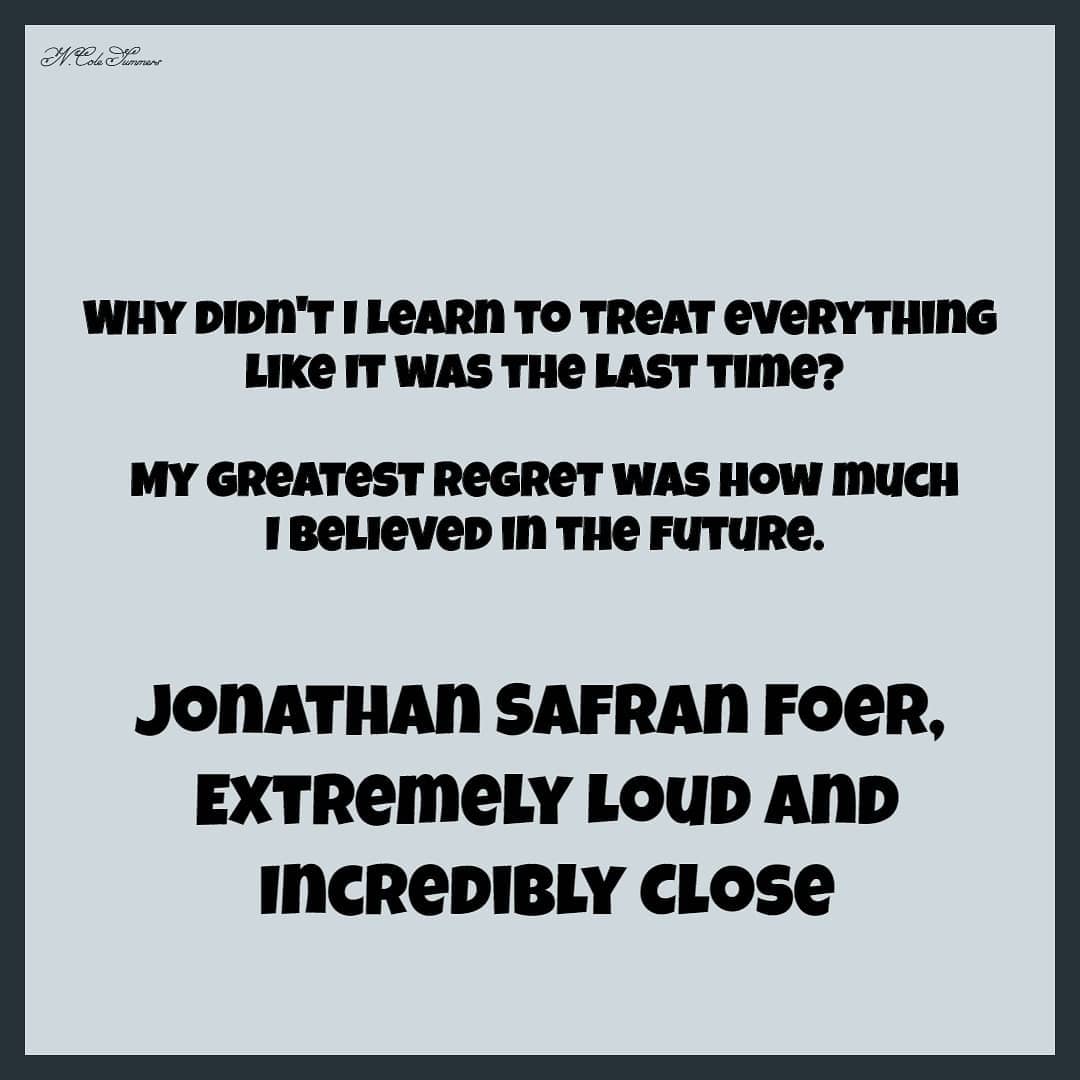 N. Cole Summers
Why didn't I learn to treat everything
like it was the last time?
My greatest regret was how much
I believed in the future.
Jonathan Safran Foer,
Extremely Loud and
Incredibly Close